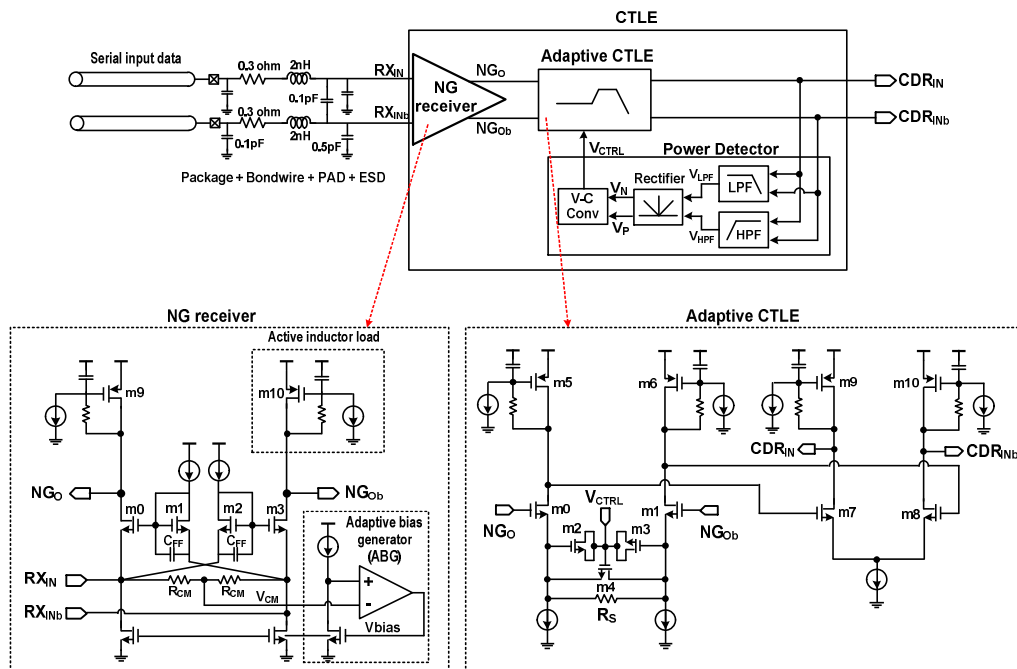 CTLE
Serial input data
0.3 ohm
2nH
RX_IN
NG_O
Adaptive CTLE
CDR_IN
NG
receiver
0.1pF
0.3 ohm
RX_INb
NG_Ob
CDR_INb
2nH
0.1pF
0.5pF
V_CTRL
Power Detector
Package + Bondwire + PAD + ESD
V-C
Conv
V_N
V_P
Rectifier
V_LPF
LPF
V_HPF
HPF
NG receiver
Adaptive CTLE
Active inductor load
m9
m10
m5
m6
m9
m10
CDR_IN
CDR_INb
NG_O
NG_Ob
m0
m1
m2
m3
C_FF
C_FF
Adaptive bias
generator
(ABG)
RX_IN
R_CM
R_CM
V_CM
RX_INb
Vbias
+
-
V_CTRL
m0
m1
NG_O
NG_Ob
m2
m3
m4
R_S
m7
m8